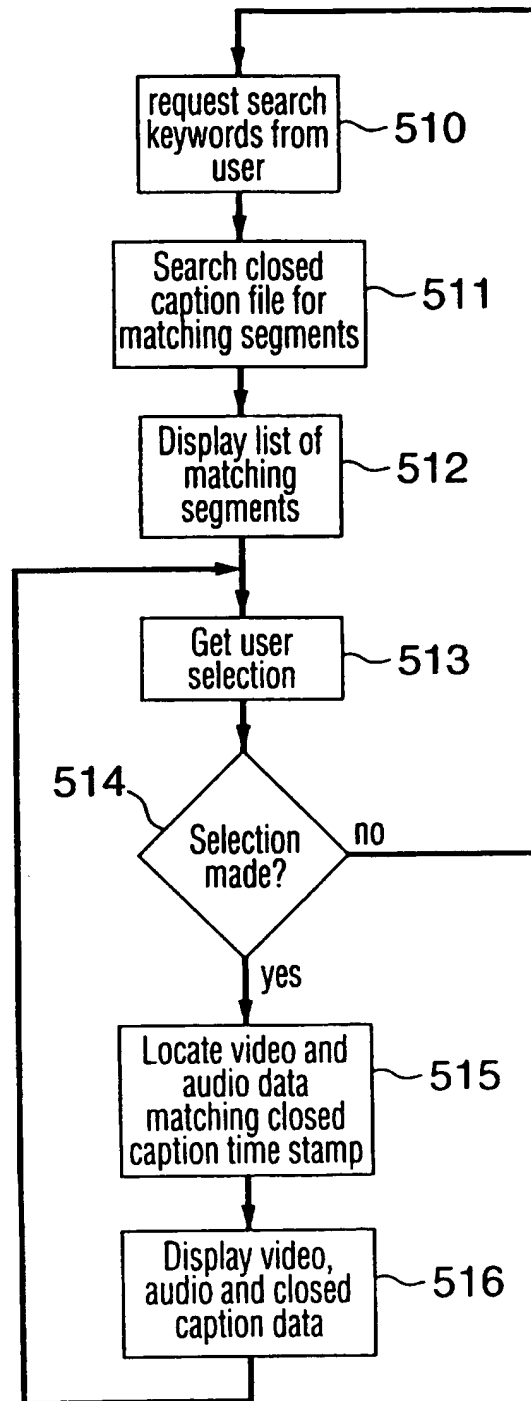 request search
keywords from
user
510
Search closed
caption file for
matching segments
511
Display list of
matching
segments
512
Get user
selection
513
514
Selection
made?
no
yes
Locate video and
audio data
matching closed
caption time stamp
515
Display video,
audio and closed
caption data
516